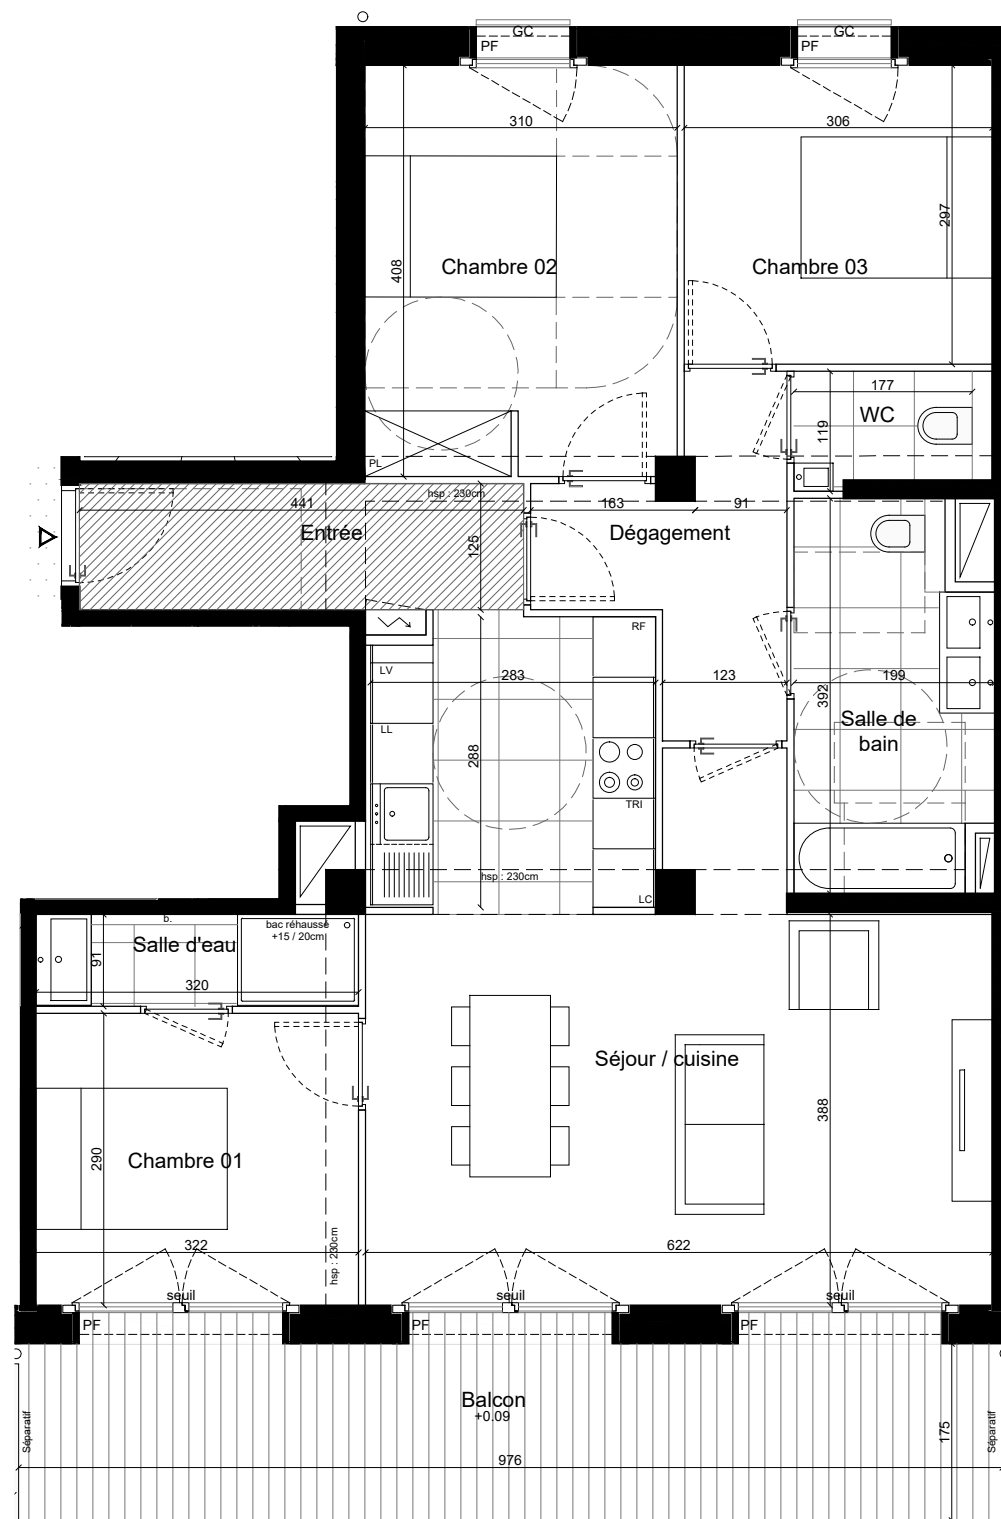 GC
GC
PF
PF
310
306
297
408
Chambre 02
Chambre 03
177
WC
119
PL
hsp : 230cm
441
163
91
Entrée
Dégagement
125
RF
LV
283
123
199
392
LL
288
Salle de
bain
TRI
hsp : 230cm
LC
b.
bac réhaussé
+15 / 20cm
Salle d'eau
91
320
Séjour / cuisine
388
290
Chambre 01
322
622
hsp : 230cm
seuil
seuil
seuil
PF
PF
PF
Balcon
+0.09
Séparatif
175
Séparatif
976